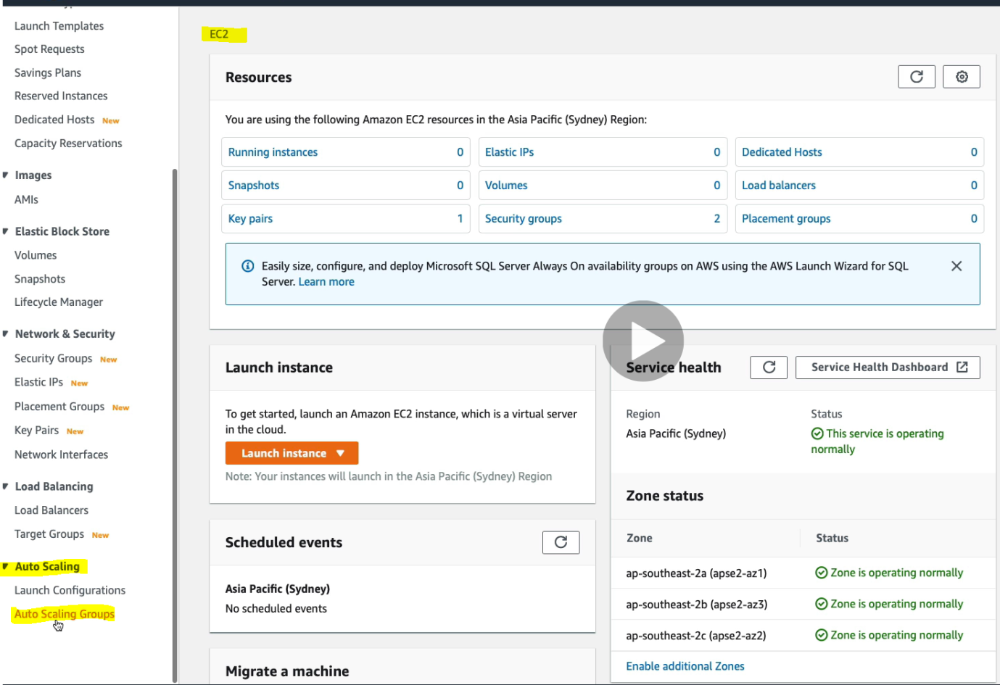 Launch Templates
Spot Requests
Savings Plans
Reserved Instances
Dedicated Hosts New
Capacity Reservations
Images
AMIs
Elastic Block Store
Volumes
Snapshots
Lifecycle Manager
Network & Security
Security Groups New
Elastic IPs New
Placement Groups New
Key Pairs New
Network Interfaces
Load Balancing
Load Balancers
Target Groups New
Auto Scaling
Launch Configurations
Auto Scaling Groups
EC2
Resources
You are using the following Amazon EC2 resources in the Asia Pacific (Sydney) Region:
Running instances 0 Elastic IPs 0 Dedicated Hosts 0
Snapshots 0 Volumes 0 Load balancers 0
Key pairs 1 Security groups 2 Placement groups 0
Easily size, configure, and deploy Microsoft SQL Server Always On availability groups on AWS using the AWS Launch Wizard for SQL
Server. Learn more
Launch instance
To get started, launch an Amazon EC2 instance, which is a virtual server
in the cloud.
Launch instance
Note: Your instances will launch in the Asia Pacific (Sydney) Region
Scheduled events
Asia Pacific (Sydney)
No scheduled events
Migrate a machine
Service health
Service Health Dashboard
Region Status
Asia Pacific (Sydney) This service is operating
normally
Zone status
Zone Status
ap-southeast-2a (apse2-az1) Zone is operating normally
ap-southeast-2b (apse2-az3) Zone is operating normally
ap-southeast-2c (apse2-az2) Zone is operating normally
Enable additional Zones